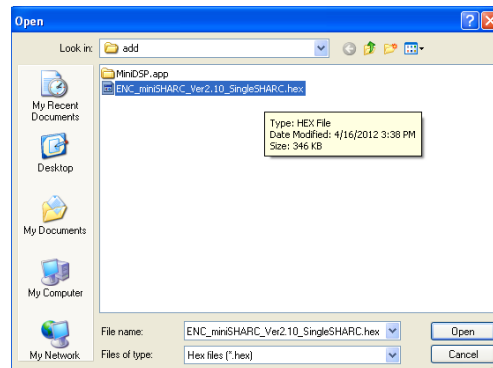 Open
Look in:
add
My Recent
Documents
Desktop
My Documents
My Computer
My Network
MiniDSP.app
ENC_miniSHARC_Ver2.10_SingleSHARC.hex
Type: HEX File
Date Modified: 4/16/2012 3:38 PM
Size: 346 KB
File name:
ENC_miniSHARC_Ver2.10_SingleSHARC.hex
Open
Files of type:
Hex files (*.hex)
Cancel